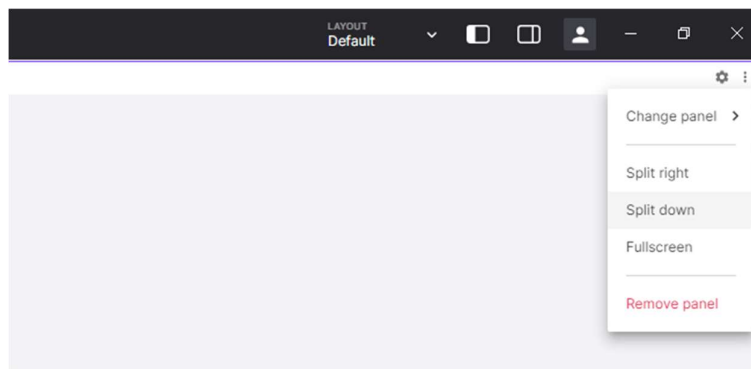 LAYOUT
Default
Change panel
Split right
Split down
Fullscreen
Remove panel